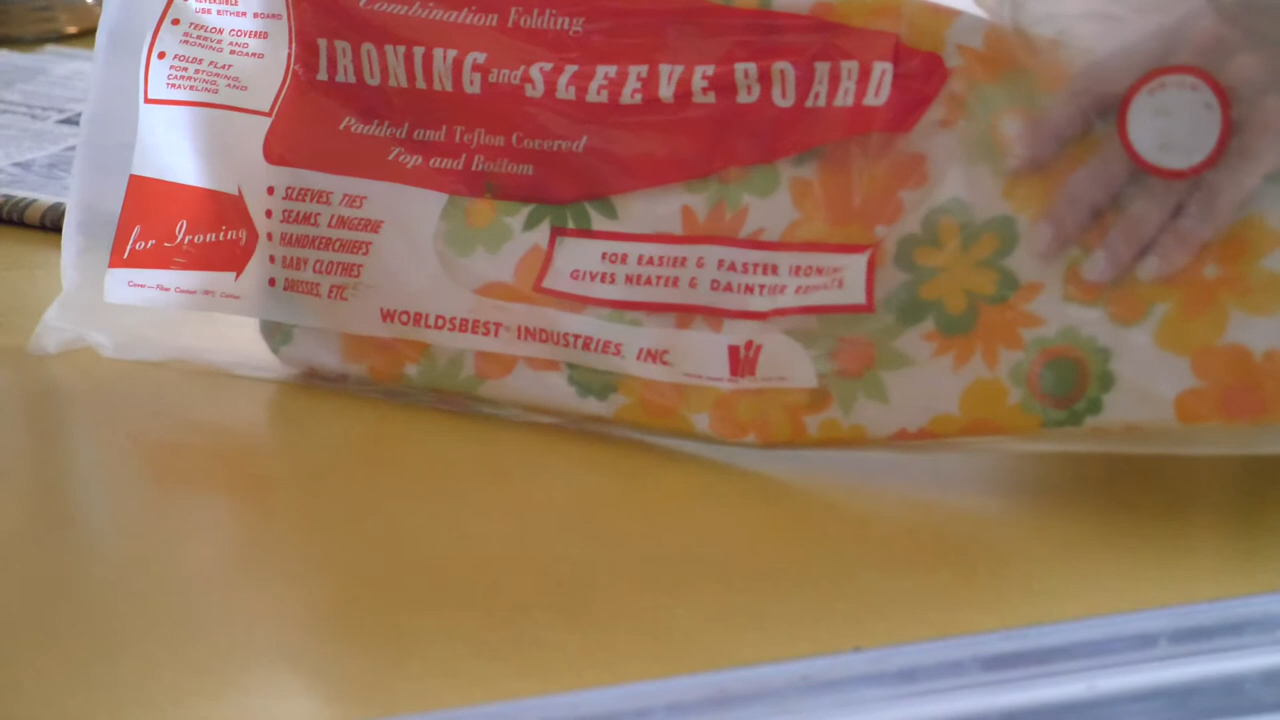 REVERSIBLE
USE EITHER BOARD
TEFLON COVERED
SLEEVE AND
IRONING BOARD
FOLDS FLAT
FOR STORING,
CARRYING, AND
TRAVELING
Combination Folding
IRONING and SLEEVE BOARD
Padded and Teflon Covered
Top and Bottom
for Ironing
SLEEVES, TIES
SEAMS, LINGERIE
HANDKERCHIEFS
BABY CLOTHES
DRESSES, ETC.
FOR EASIER & FASTER IRONING
GIVES NEATER & DAINTIER RESULTS
WORLDSBEST® INDUSTRIES, INC.